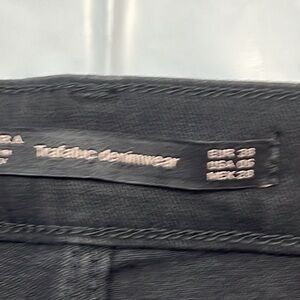 Trafaluc denimwear
EUR 38
USA 06
MEX 28